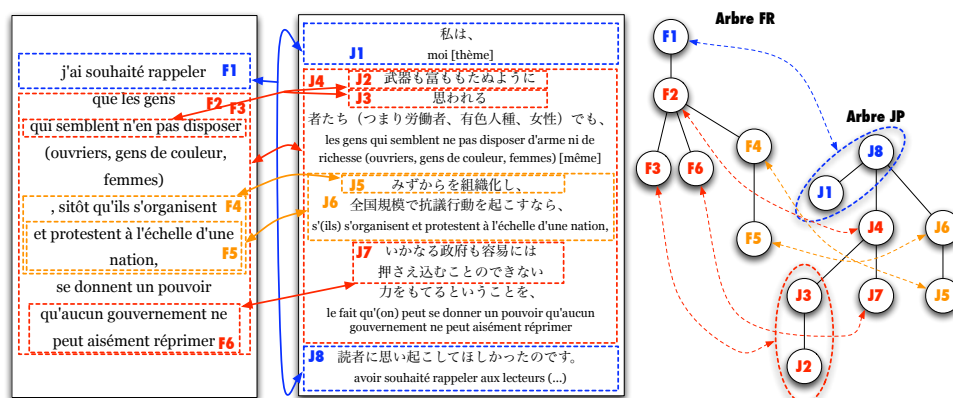 j'ai souhaité rappeler F1
que les gens F2 F3
qui semblent n'en pas disposer
(ouvriers, gens de couleur,
femmes)
, sitôt qu'ils s'organisent F4
et protestent à l'échelle d'une
nation, F5
se donnent un pouvoir
qu'aucun gouvernement ne
peut aisément réprimer F6
私は、
J1 moi [thème]
J4 J2 武器も富ももたぬように
J3 思われる
者たち（つまり労働者、有色人種、女性）でも、
les gens qui semblent ne pas disposer d'arme ni de
richesse (ouvriers, gens de couleur, femmes) [même]
J5 みずからを組織化し、
J6 全国規模で抗議行動を起こすなら、
s'(ils) s'organisent et protestent à l'échelle d'une nation,
J7 いかなる政府も容易には
押さえ込むことのできない
力をもてるということを、
le fait qu'(on) peut se donner un pouvoir qu'aucun
gouvernement ne peut aisément réprimer
J8 読者に思い起こしてほしかったのです。
avoir souhaité rappeler aux lecteurs (...)
Arbre FR
F1
F2
F4
F3 F6
F5
Arbre JP
J8
J1
J4 J6
J3 J7 J5
J2